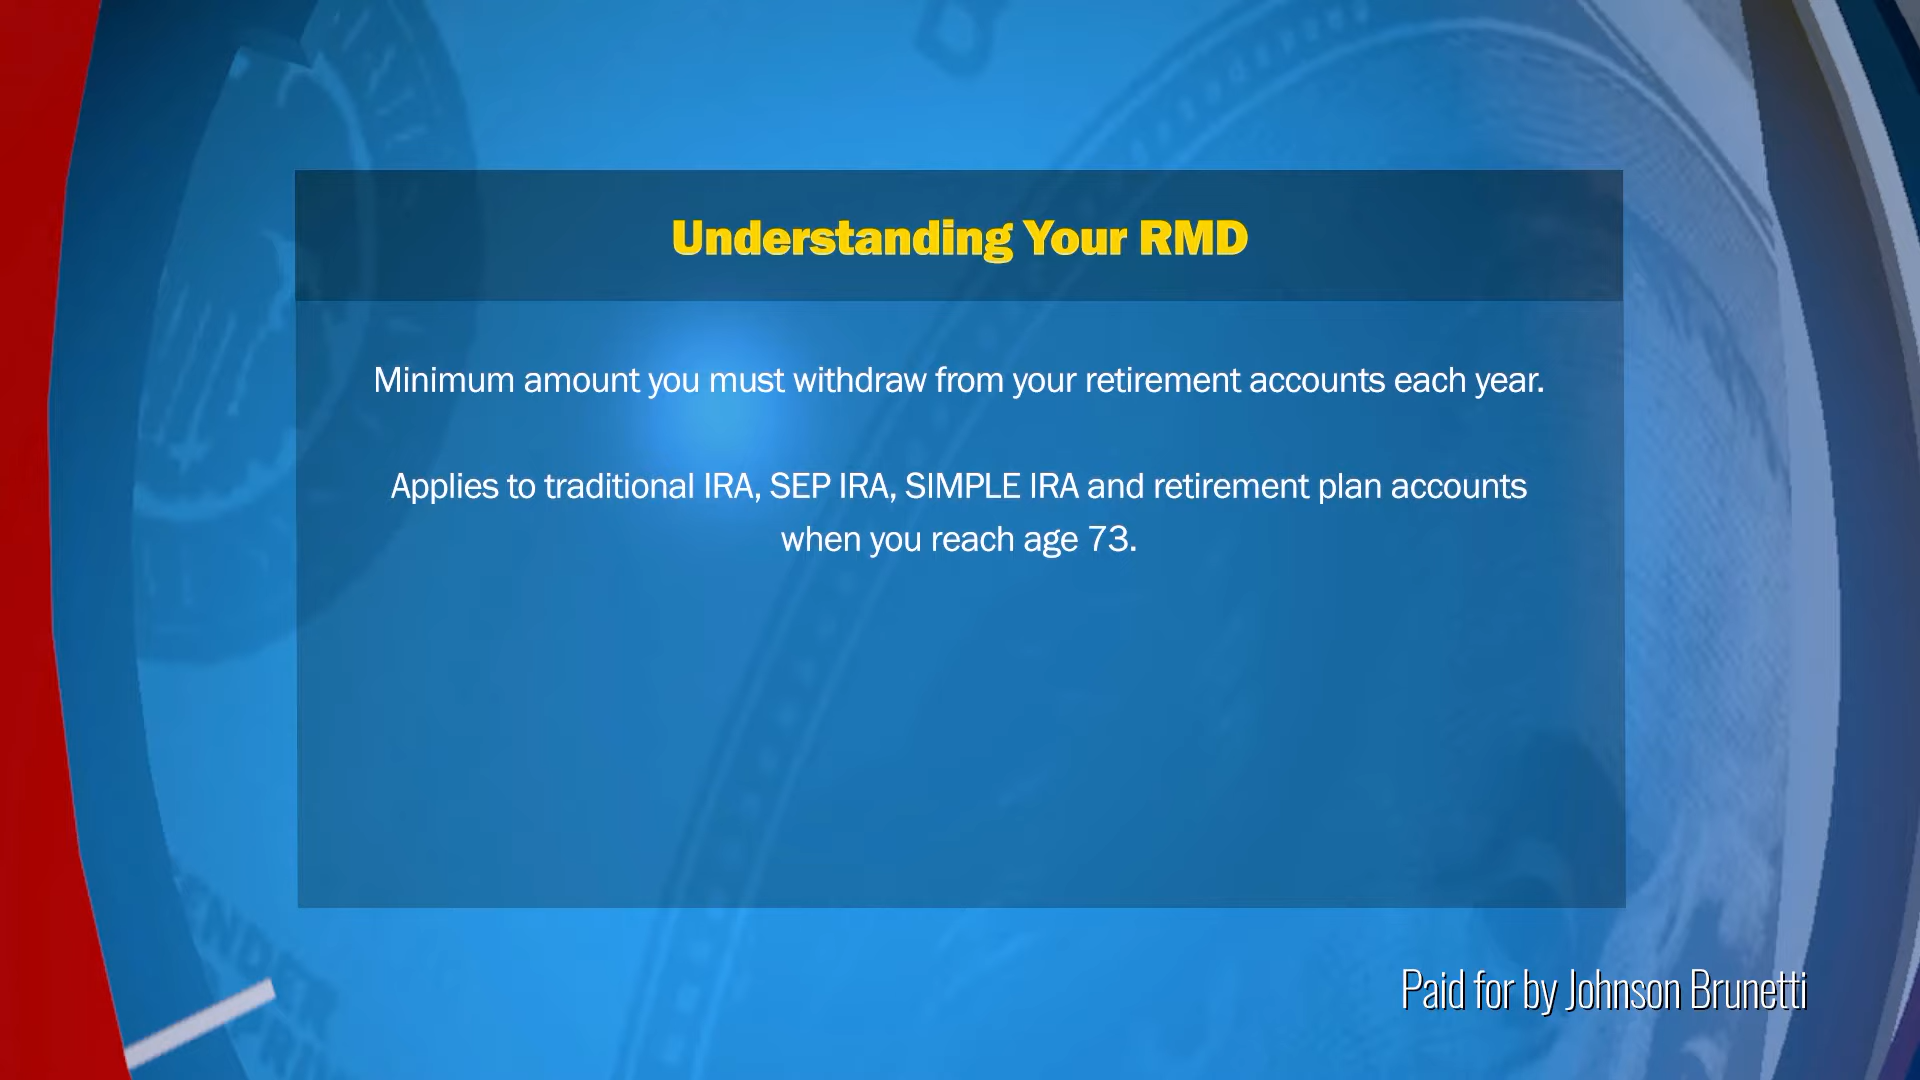 Understanding Your RMD
Minimum amount you must withdraw from your retirement accounts each year.
Applies to traditional IRA, SEP IRA, SIMPLE IRA and retirement plan accounts
when you reach age 73.
Paid for by Johnson Brunetti